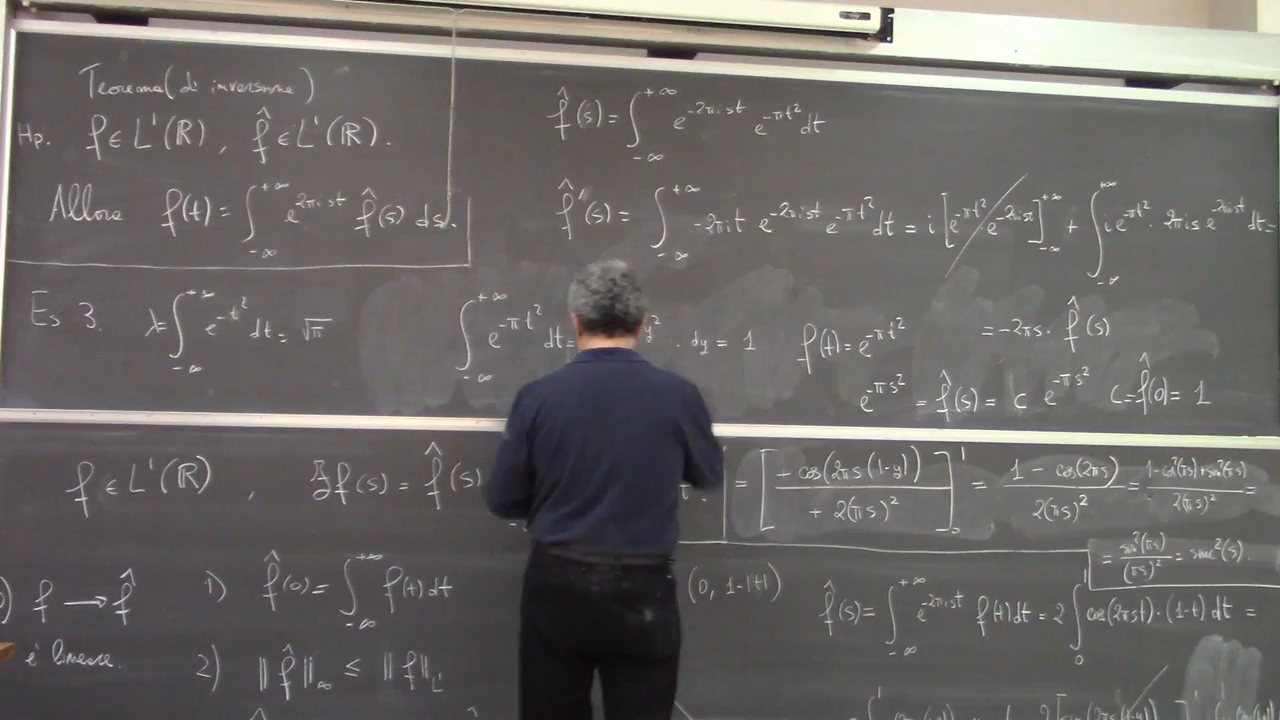 Teorema (di inversione)
Hp. f ∈ L¹(ℝ), f̂ ∈ L¹(ℝ).
Allora f(t) = ∫_{-∞}^{+∞} e^{2πist} f̂(s) ds.
f̂(s) = ∫_{-∞}^{+∞} e^{-2πist} e^{-πt²} dt
f̂'(s) = ∫_{-∞}^{+∞} -2πit e^{-2πist} e^{-πt²} dt = i [e^{-πt²} · e^{-2πist}]_{-∞}^{+∞} + ∫_{-∞}^{+∞} i e^{-πt²} · 2πis e^{-2πist} dt =
= -2πs · f̂(s)
Es 3. λ= ∫_{-∞}^{+∞} e^{-t²} dt = √π
∫_{-∞}^{+∞} e^{-πt²} dt = · dy = 1
f(t) = e^{-πt²}
e^{-πs²} = f̂(s) = c e^{-πs²} c = f̂(0) = 1
f ∈ L¹(ℝ), ℱf(s) = f̂(s)
= [+ cos(2πs(1-y)) / + 2(πs)²]_0^1 = 1 - cos(2πs) / 2(πs)² = 1 - cos²(πs) + sin²(πs) / 2(πs)² =
= sin²(πs) / (πs)² = sinc²(s).
0) f → f̂
è lineare.
1) f̂(0) = ∫_{-∞}^{+∞} f(t) dt
2) ‖f̂‖_∞ ≤ ‖f‖_{L¹}
(0, 1-|t|)
f̂(s) = ∫_{-∞}^{+∞} e^{-2πist} f(t) dt = 2 ∫_0^1 cos(2πst) · (1-t) dt =